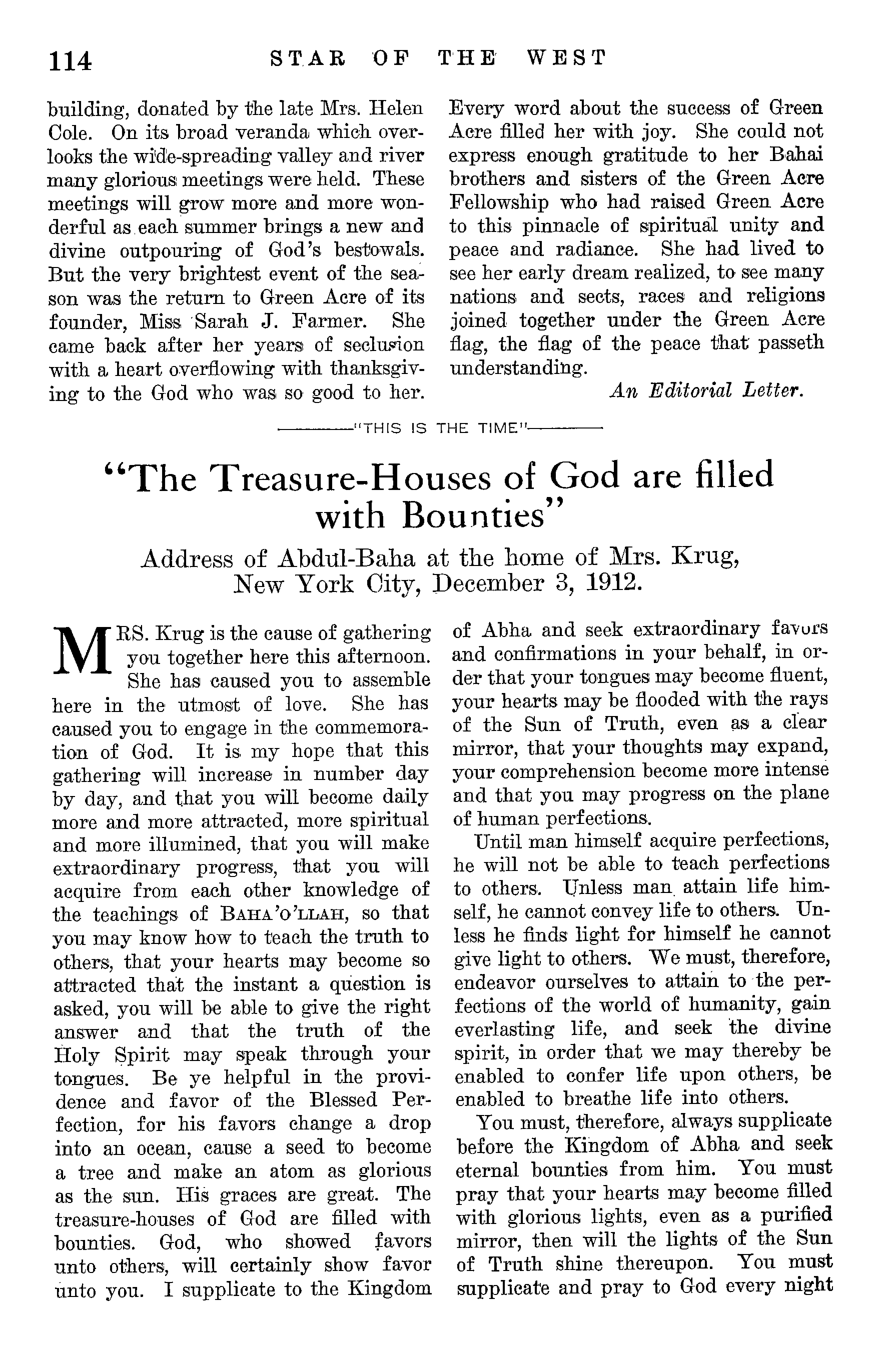 114 STAR OF THE WEST
building, donated by the late Mrs. Helen
Cole. On its broad veranda which over-
looks the wide-spreading valley and river
many glorious meetings were held. These
meetings will grow more and more won-
derful as each summer brings a new and
divine outpouring of God's bestowals.
But the very brightest event of the sea-
son was the return to Green Acre of its
founder, Miss Sarah J. Farmer. She
came back after her years of seclusion
with a heart overflowing with thanksgiv-
ing to the God who was so good to her.
Every word about the success of Green
Acre filled her with joy. She could not
express enough gratitude to her Bahai
brothers and sisters of the Green Acre
Fellowship who had raised Green Acre
to this pinnacle of spiritual unity and
peace and radiance. She had lived to
see her early dream realized, to see many
nations and sects, races and religions
joined together under the Green Acre
flag, the flag of the peace that passeth
understanding.
An Editorial Letter.
"THIS IS THE TIME"
"The Treasure-Houses of God are filled
with Bounties"
Address of Abdul-Baha at the home of Mrs. Krug,
New York City, December 3, 1912.
MRS. Krug is the cause of gathering
you together here this afternoon.
She has caused you to assemble
here in the utmost of love. She has
caused you to engage in the commemora-
tion of God. It is my hope that this
gathering will increase in number day
by day, and that you will become daily
more and more attracted, more spiritual
and more illumined, that you will make
extraordinary progress, that you will
acquire from each other knowledge of
the teachings of BAHA'O'LLAH, so that
you may know how to teach the truth to
others, that your hearts may become so
attracted that the instant a question is
asked, you will be able to give the right
answer and that the truth of the
Holy Spirit may speak through your
tongues. Be ye helpful in the provi-
dence and favor of the Blessed Per-
fection, for his favors change a drop
into an ocean, cause a seed to become
a tree and make an atom as glorious
as the sun. His graces are great. The
treasure-houses of God are filled with
bounties. God, who showed favors
unto others, will certainly show favor
unto you. I supplicate to the Kingdom
of Abha and seek extraordinary favors
and confirmations in your behalf, in or-
der that your tongues may become fluent,
your hearts may be flooded with the rays
of the Sun of Truth, even as a clear
mirror, that your thoughts may expand,
your comprehension become more intense
and that you may progress on the plane
of human perfections.
Until man himself acquire perfections,
he will not be able to teach perfections
to others. Unless man attain life him-
self, he cannot convey life to others. Un-
less he finds light for himself he cannot
give light to others. We must, therefore,
endeavor ourselves to attain to the per-
fections of the world of humanity, gain
everlasting life, and seek the divine
spirit, in order that we may thereby be
enabled to confer life upon others, be
enabled to breathe life into others.
You must, therefore, always supplicate
before the Kingdom of Abha and seek
eternal bounties from him. You must
pray that your hearts may become filled
with glorious lights, even as a purified
mirror, then will the lights of the Sun
of Truth shine thereupon. You must
supplicate and pray to God every night